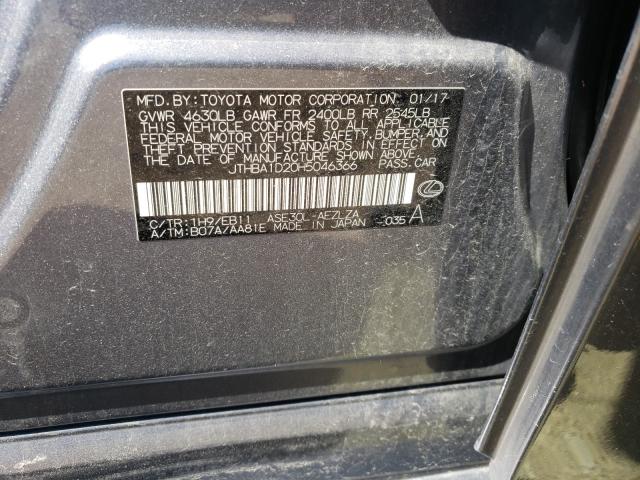 MFD. BY: TOYOTA MOTOR CORPORATION 01/17
GVWR 4630LB GAWR FR 2400LB RR 2545LB
THIS VEHICLE CONFORMS TO ALL APPLICABLE
FEDERAL MOTOR VEHICLE SAFETY, BUMPER, AND
THEFT PREVENTION STANDARDS IN EFFECT ON
THE DATE OF MANUFACTURE SHOWN ABOVE.
JTHBA1D20H5046366 PASS.CAR
C/TR: 1H9/EB11 ASE30L-AEZLZA
A/TM: B07A/AA81E MADE IN JAPAN -035 A